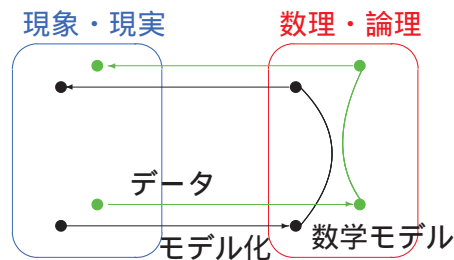 現象・現実
数理・論理
データ
モデル化
数学モデル